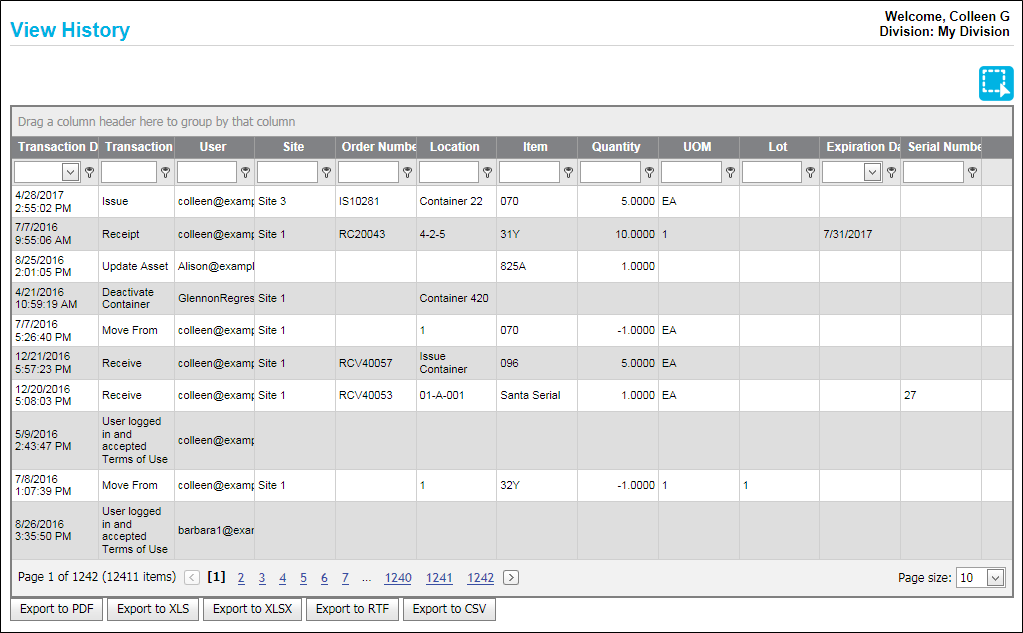 Welcome, Colleen G
View History
Division: My Division
Drag a column header here to group by that column
Transaction D Transaction User Site Order Numbe Location Item Quantity UOM Lot Expiration Da Serial Numbe
4/28/2017
2:55:02 PM Issue colleen@examp Site 3 IS10281 Container 22 070 5.0000 EA
7/7/2016
9:55:06 AM Receipt colleen@examp Site 1 RC20043 4-2-5 31Y 10.0000 1 7/31/2017
8/25/2016
2:01:05 PM Update Asset Alison@exampl 825A 1.0000
4/21/2016
10:59:19 AM Deactivate
Container GlennonRegres Site 1 Container 420
7/7/2016
5:26:40 PM Move From colleen@examp Site 1 1 070 -1.0000 EA
12/21/2016
5:57:23 PM Receive colleen@examp Site 1 RCV40057 Issue
Container 096 5.0000 EA
12/20/2016
5:08:03 PM Receive colleen@examp Site 1 RCV40053 01-A-001 Santa Serial 1.0000 EA 27
5/9/2016
2:43:47 PM User logged
in and
accepted
Terms of Use colleen@examp
7/8/2016
1:07:39 PM Move From colleen@examp Site 1 1 32Y -1.0000 1 1
8/26/2016
3:35:50 PM User logged
in and
accepted
Terms of Use barbara1@exar
Page 1 of 1242 (12411 items) [1] 2 3 4 5 6 7 ... 1240 1241 1242 Page size: 10
Export to PDF Export to XLS Export to XLSX Export to RTF Export to CSV